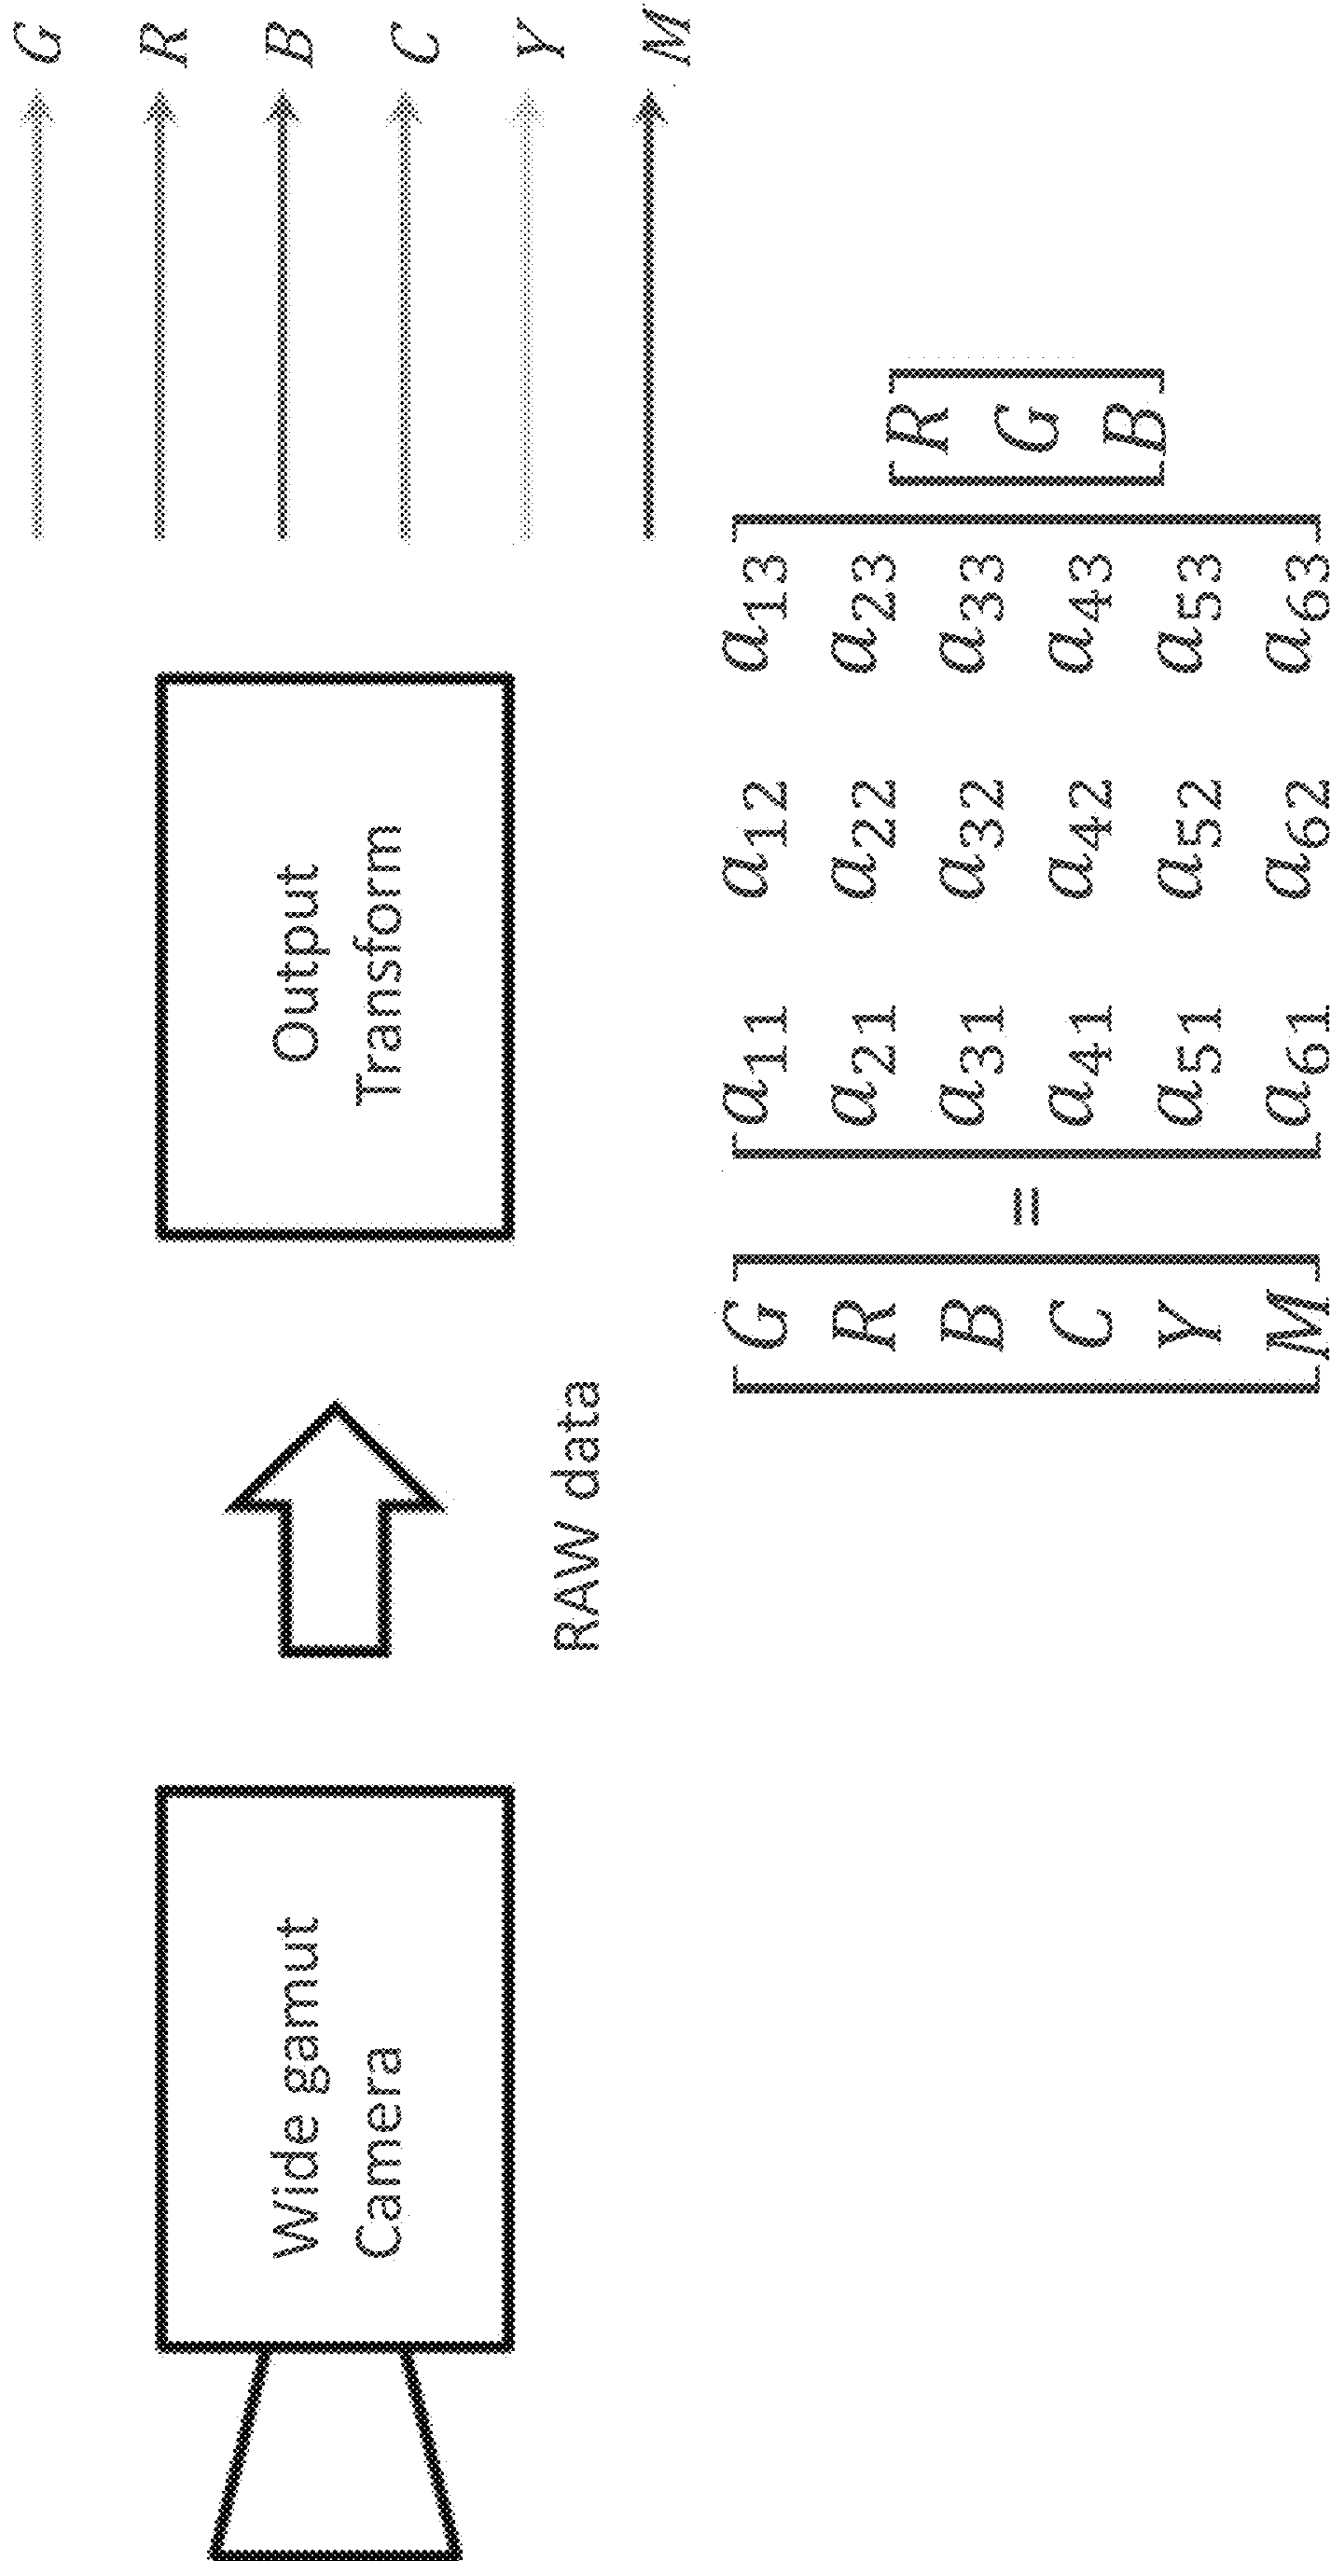 Wide gamut
Camera
RAW data
Output
Transform
G
R
B
C
Y
M
[G R B C Y M] = [a11 a12 a13
a21 a22 a23
a31 a32 a33
a41 a42 a43
a51 a52 a53
a61 a62 a63] [R G B]